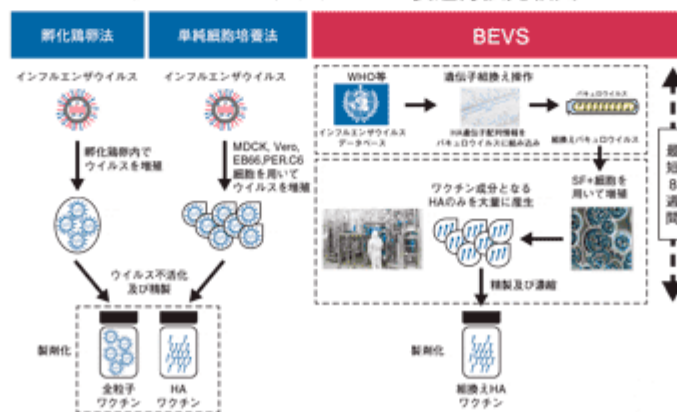 孵化鶏卵法
単純細胞培養法
BEVS
インフルエンザウイルス
インフルエンザウイルス
孵化鶏卵内で
ウイルスを増殖
MDCK, Vero,
EB66,PER.C6
細胞を用いて
ウイルスを増殖
ウイルス不活化
及び精製
製剤化
全粒子
ワクチン
HA
ワクチン
WHO等
インフルエンザウイルス
データベース
遺伝子組換え操作
HA遺伝子配列情報を
バキュロウイルスに組み込み
バキュロウイルス
組換えバキュロウイルス
SF+細胞を
用いて増殖
ワクチン成分となる
HAのみを大量に産生
精製及び濃縮
製剤化
組換えHA
ワクチン
最短8週間